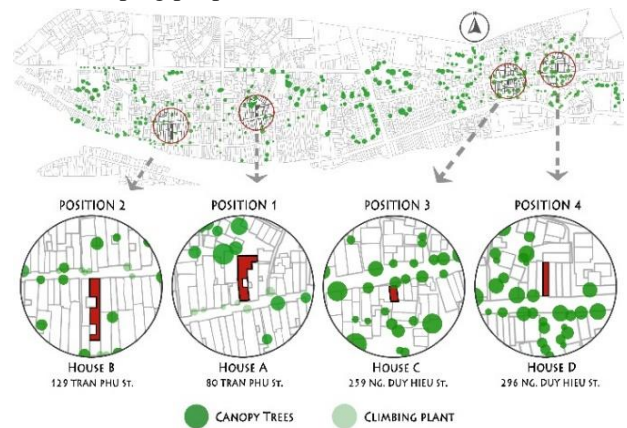 POSITION 2
POSITION 1
POSITION 3
POSITION 4
HOUSE B
129 TRAN PHU ST.
HOUSE A
80 TRAN PHU ST.
HOUSE C
259 NG. DUY HIEU ST.
HOUSE D
296 NG. DUY HIEU ST.
CANOPY TREES
CLIMBING PLANT